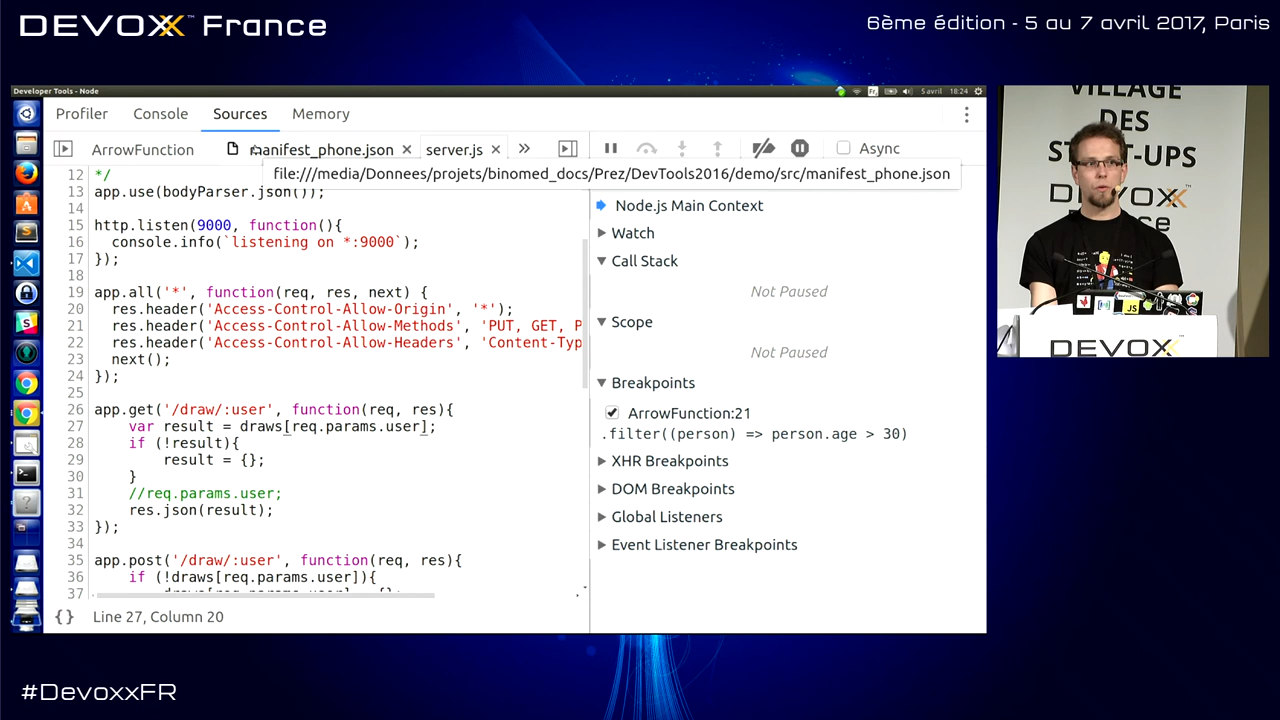 DEVOXX™ France
6ème édition - 5 au 7 avril 2017, Paris
Developer Tools - Node
Fr
5 avril 18:24
Profiler Console Sources Memory
ArrowFunction manifest_phone.json × server.js × »
Async
file:///media/Donnees/projets/binomed_docs/Prez/DevTools2016/demo/src/manifest_phone.json
12 */
13 app.use(bodyParser.json());
14
15 http.listen(9000, function(){
16 console.info(`listening on *:9000`);
17 });
18
19 app.all('*', function(req, res, next) {
20 res.header('Access-Control-Allow-Origin', '*');
21 res.header('Access-Control-Allow-Methods', 'PUT, GET, P
22 res.header('Access-Control-Allow-Headers', 'Content-Typ
23 next();
24 });
25
26 app.get('/draw/:user', function(req, res){
27 var result = draws[req.params.user];
28 if (!result){
29 result = {};
30 }
31 //req.params.user;
32 res.json(result);
33 });
34
35 app.post('/draw/:user', function(req, res){
36 if (!draws[req.params.user]){
37 draws[req.params.user] = {};
{} Line 27, Column 20
Node.js Main Context
Watch
Call Stack
Not Paused
Scope
Not Paused
Breakpoints
ArrowFunction:21
.filter((person) => person.age > 30)
XHR Breakpoints
DOM Breakpoints
Global Listeners
Event Listener Breakpoints
VILLAGE
DES
DEVOXX
JS
DEVOXX
#DevoxxFR